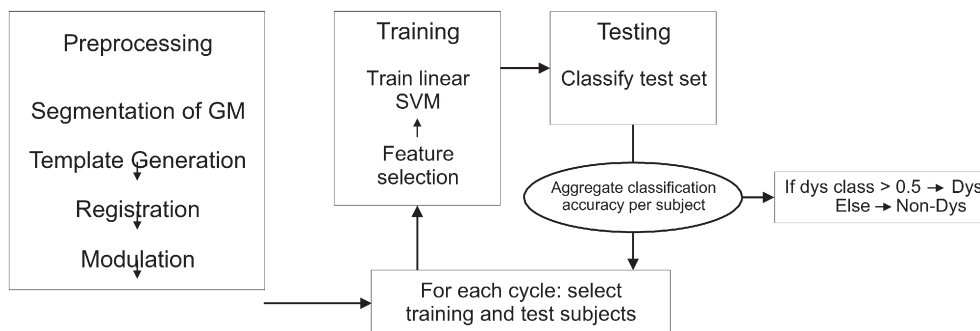 Preprocessing
Segmentation of GM
Template Generation
Registration
Modulation
Training
Train linear
SVM
Feature
selection
Testing
Classify test set
Aggregate classification
accuracy per subject
If dys class > 0.5 → Dys
Else → Non-Dys
For each cycle: select
training and test subjects